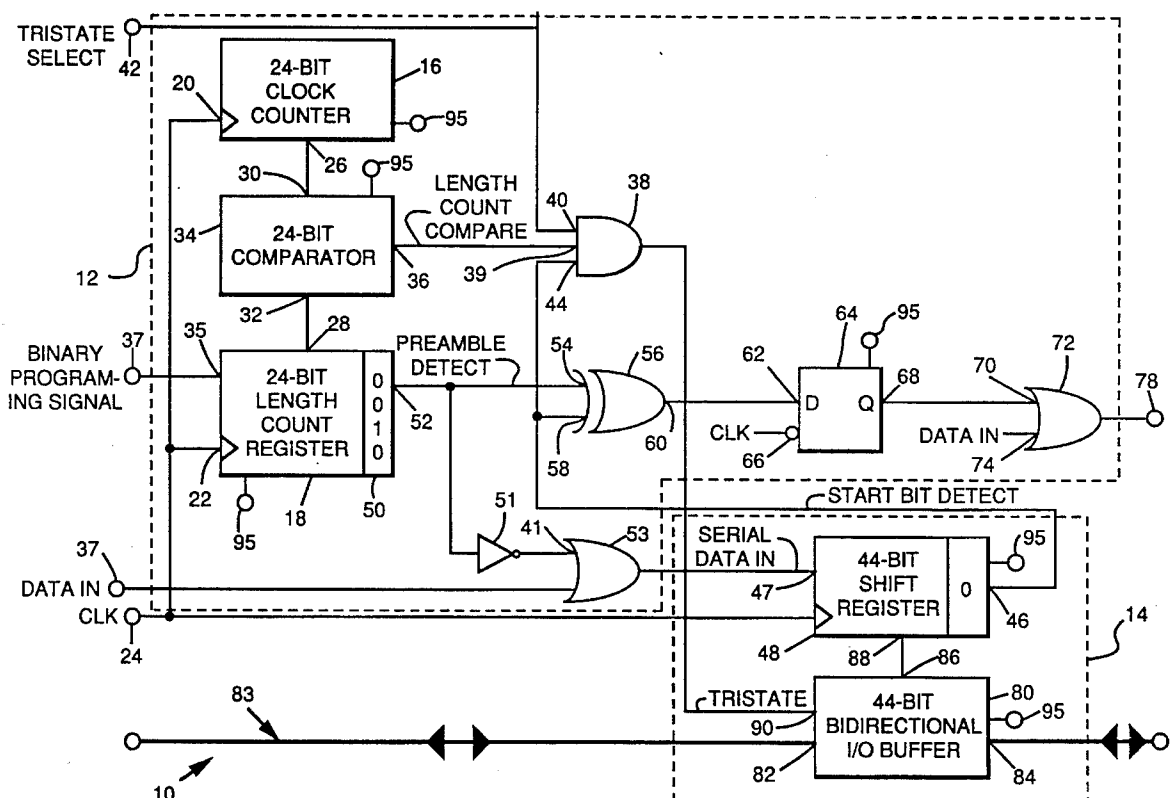 TRISTATE
SELECT
42
20
24-BIT
CLOCK
COUNTER
16
95
26
30
95
LENGTH
COUNT
COMPARE
34
24-BIT
COMPARATOR
36
32
12
40
38
39
44
37
BINARY
PROGRAM-
ING SIGNAL
35
28
24-BIT
LENGTH
COUNT
REGISTER
0
0
1
0
22
95
18
50
52
PREAMBLE
DETECT
54
56
58
60
62
64
95
D
Q
CLK
66
68
70
72
DATA IN
74
78
START BIT DETECT
51
41
53
37
DATA IN
CLK
24
SERIAL
DATA IN
47
44-BIT
SHIFT
REGISTER
0
95
46
48
88
86
14
83
10
TRISTATE
90
44-BIT
BIDIRECTIONAL
I/O BUFFER
80
95
82
84